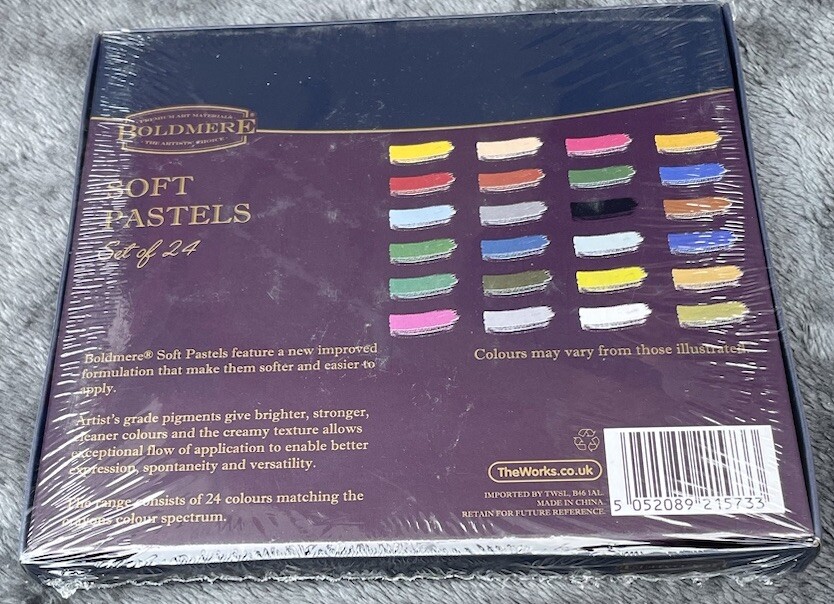 PREMIUM ART MATERIALS
BOLDMERE®
THE ARTISTS' CHOICE
SOFT
PASTELS
Set of 24
Boldmere® Soft Pastels feature a new improved
formulation that make them softer and easier to
apply.
Artist's grade pigments give brighter, stronger,
cleaner colours and the creamy texture allows
exceptional flow of application to enable better
expression, spontaneity and versatility.
The range consists of 24 colours matching the
crayons colour spectrum.
Colours may vary from those illustrated.
TheWorks.co.uk
IMPORTED BY TWSL, B46 1AL.
MADE IN CHINA.
RETAIN FOR FUTURE REFERENCE.
5 052089 215733